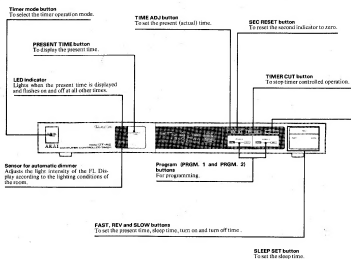 Timer mode button
To select the timer operation mode.
PRESENT TIME button
To display the present time.
LED indicator
Lights when the present time is displayed
and flashes on and off at all other times.
TIME ADJ button
To set the present (actual) time.
SEC RESET button
To reset the second indicator to zero.
TIMER CUT button
To stop timer controlled operation.
AKAI
Sensor for automatic dimmer
Adjusts the light intensity of the FL Dis-
play according to the lighting conditions of
the room.
Program (PRGM. 1 and PRGM. 2)
buttons
For programming.
FAST, REV and SLOW buttons
To set the present time, sleep time, turn on and turn off time.
SLEEP SET button
To set the sleep time.